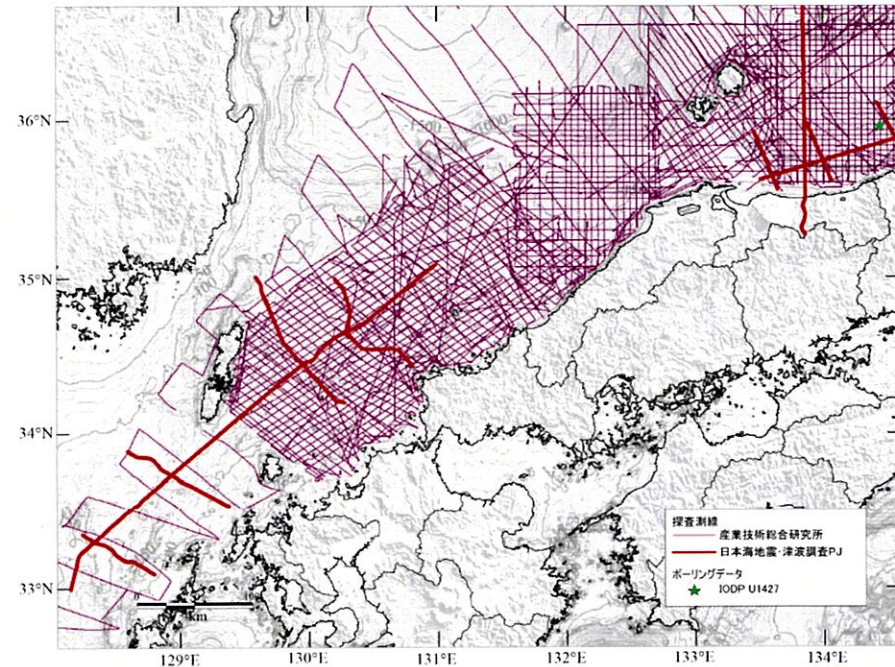 36°N
35°N
34°N
33°N
-1500
-1000
探査測線
産業技術総合研究所
日本海地震・津波調査PJ
ボーリングデータ
IODP U1427
km
129°E
130°E
131°E
132°E
133°E
134°E